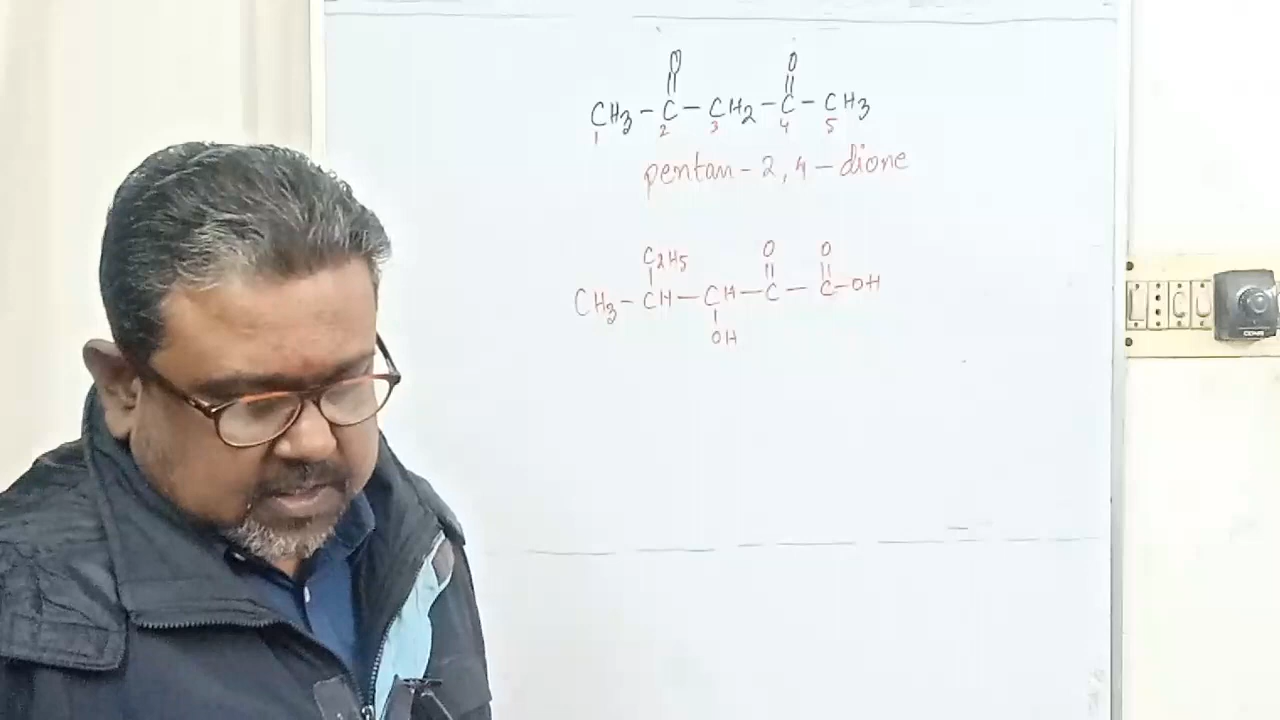 O O
CH3 – C – CH2 – C – CH3
1 2 3 4 5
pentan – 2, 4 – dione
C2H5 O O
CH3 – CH – CH – C – C – OH
OH